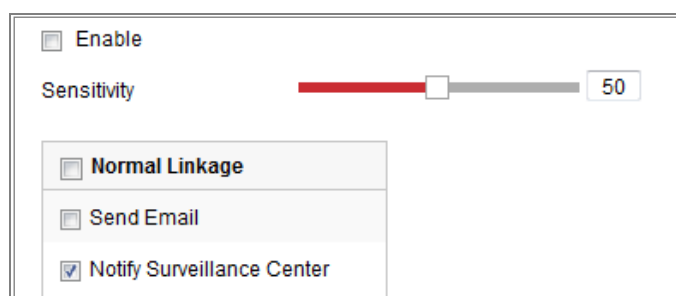 Enable
Sensitivity 50
Normal Linkage
Send Email
Notify Surveillance Center